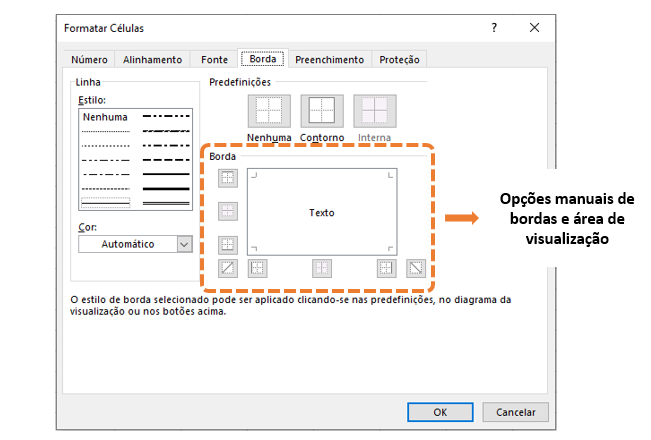 Formatar Células
?
Número Alinhamento Fonte Borda Preenchimento Proteção
Linha
Estilo:
Nenhuma
Cor:
Automático
Predefinições
Nenhuma Contorno Interna
Borda
Texto
Opções manuais de
bordas e área de
visualização
O estilo de borda selecionado pode ser aplicado clicando-se nas predefinições, no diagrama da
visualização ou nos botões acima.
OK Cancelar